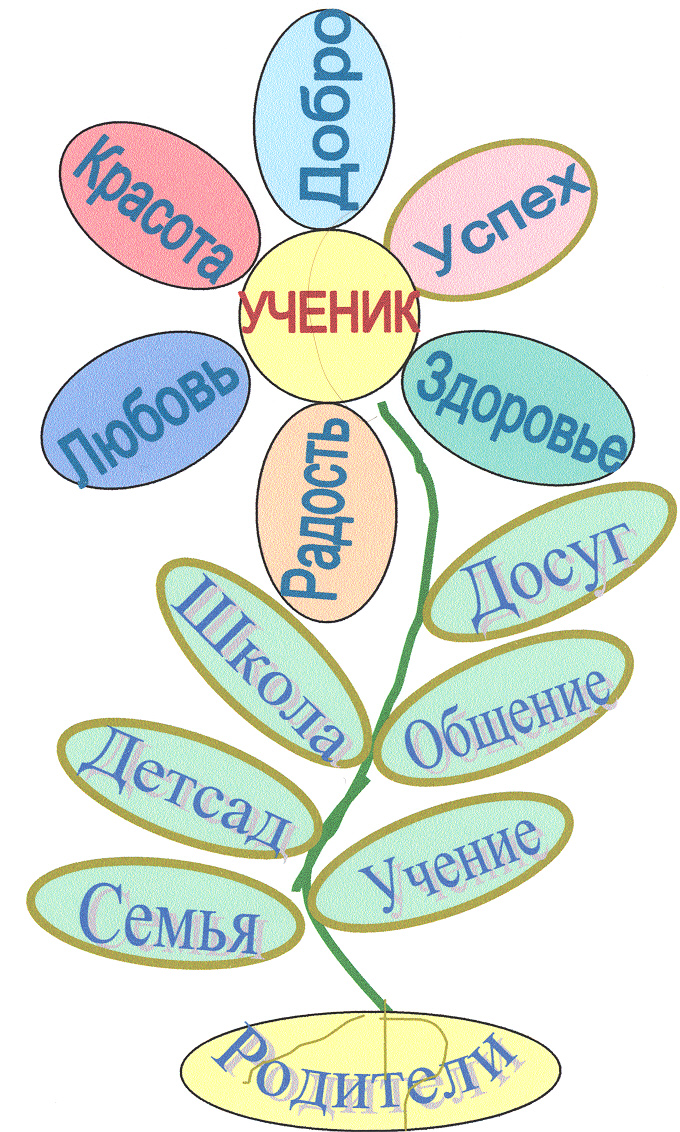 Добро
Красота
Успех
УЧЕНИК
Любовь
Здоровье
Радость
Досуг
Школа
Общение
Детсад
Учение
Семья
Родители